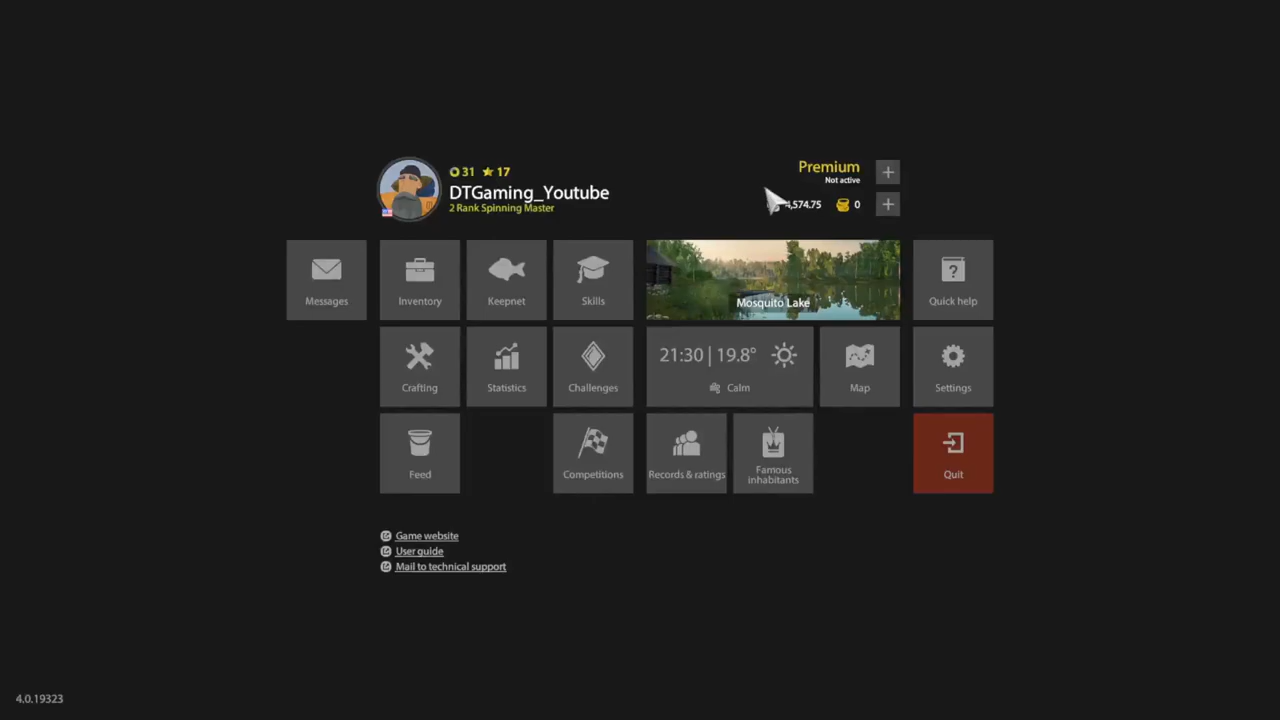 31 17
DTGaming_Youtube
2 Rank Spinning Master
Premium
Not active
,574.75 0
Messages
Inventory
Keepnet
Skills
Mosquito Lake
Quick help
Crafting
Statistics
Challenges
21:30 | 19.8°
Calm
Map
Settings
Feed
Competitions
Records & ratings
Famous
inhabitants
Quit
Game website
User guide
Mail to technical support
4.0.19323